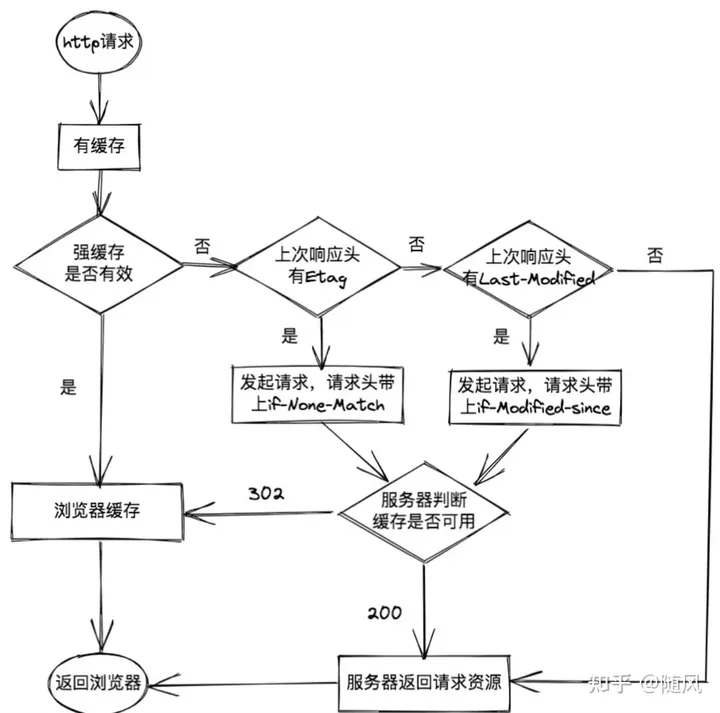 http请求
有缓存
强缓存
是否有效
否
上次响应头
有Etag
否
上次响应头
有Last-Modified
否
是
是
是
发起请求，请求头带
上if-None-Match
发起请求，请求头带
上if-Modified-since
浏览器缓存
302
服务器判断
缓存是否可用
200
返回浏览器
服务器返回请求资源
知乎 @随风